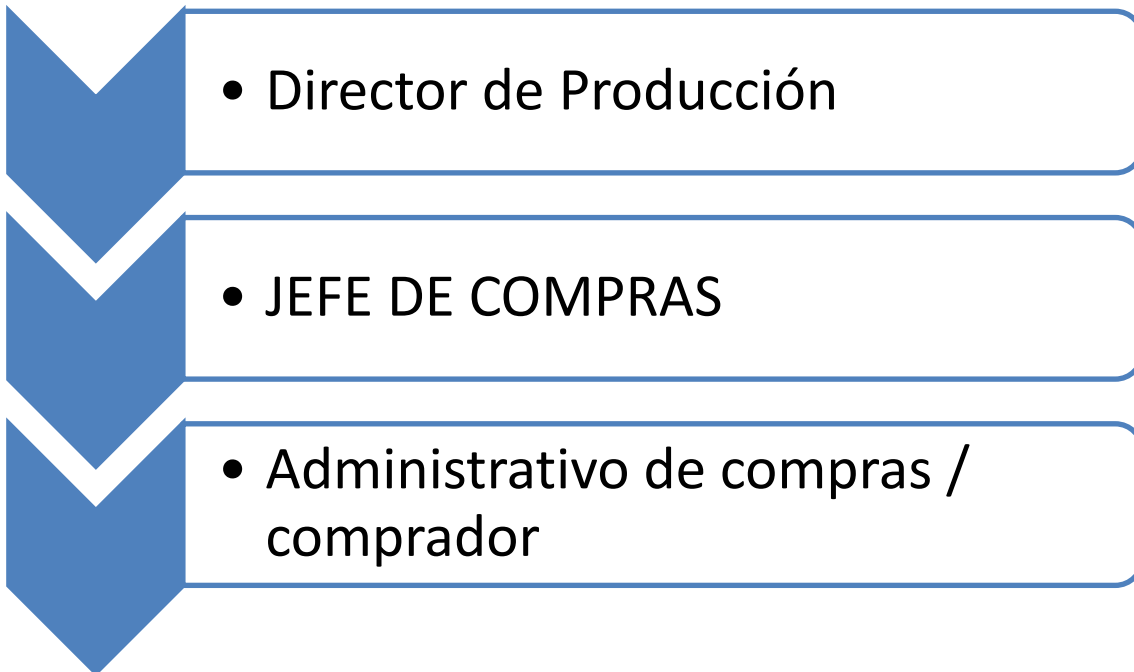 • Director de Producción
• JEFE DE COMPRAS
• Administrativo de compras /
comprador